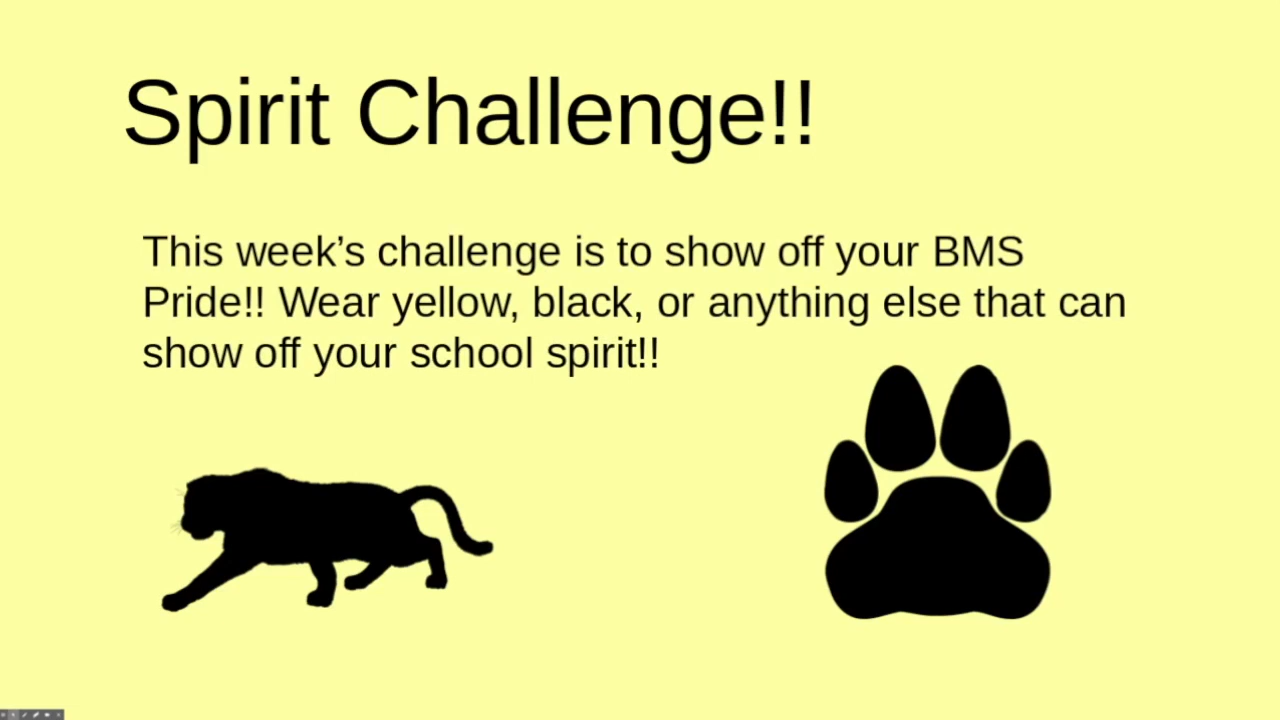 Spirit Challenge!!
This week’s challenge is to show off your BMS
Pride!! Wear yellow, black, or anything else that can
show off your school spirit!!